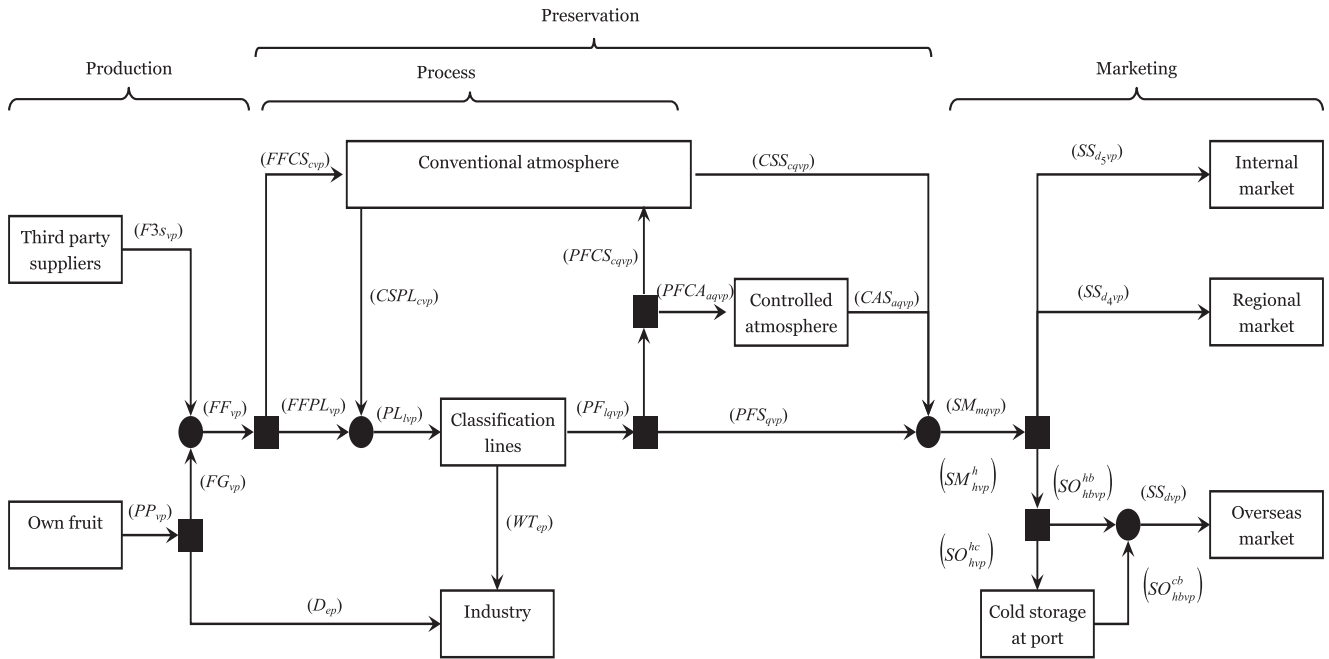 Preservation
Production
Process
Marketing
(FFCS_cvp)
Conventional atmosphere
(CSS_cqvp)
(SS_d5vp)
Internal
market
Third party
suppliers
(F3s_vp)
(PFCS_cqvp)
(CSPL_cvp)
(PFCA_aqvp)
Controlled
atmosphere
(CAS_aqvp)
(SS_d4vp)
Regional
market
(FF_vp)
(FFPL_vp)
(PL_lvp)
Classification
lines
(PF_lqvp)
(PFS_qvp)
(SM_mqvp)
(FG_vp)
(SM^h_hvp)
(SO^hb_hbvp)
(SS_dvp)
Own fruit
(PP_vp)
(WT_ep)
Overseas
market
(SO^hc_hvp)
(SO^cb_hbvp)
(D_ep)
Industry
Cold storage
at port